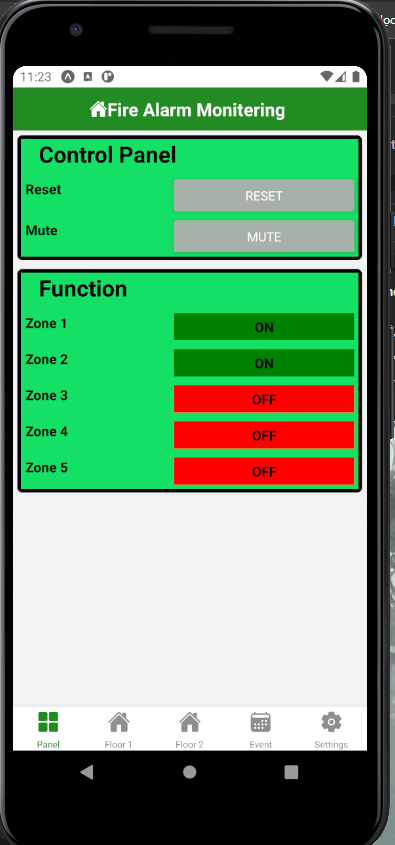 11:23
Fire Alarm Monitering
Control Panel
Reset RESET
Mute MUTE
Function
Zone 1 ON
Zone 2 ON
Zone 3 OFF
Zone 4 OFF
Zone 5 OFF
Panel Floor 1 Floor 2 Event Settings